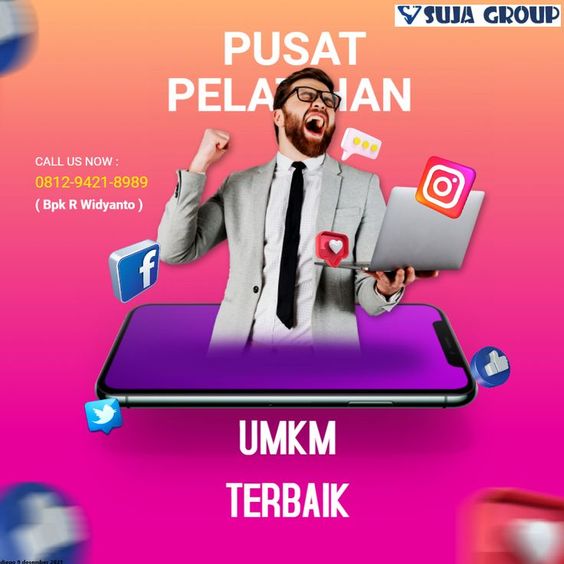 SUJA GROUP
PUSAT
PELATIHAN
CALL US NOW :
0812-9421-8989
( Bpk R Widyanto )
UMKM
TERBAIK